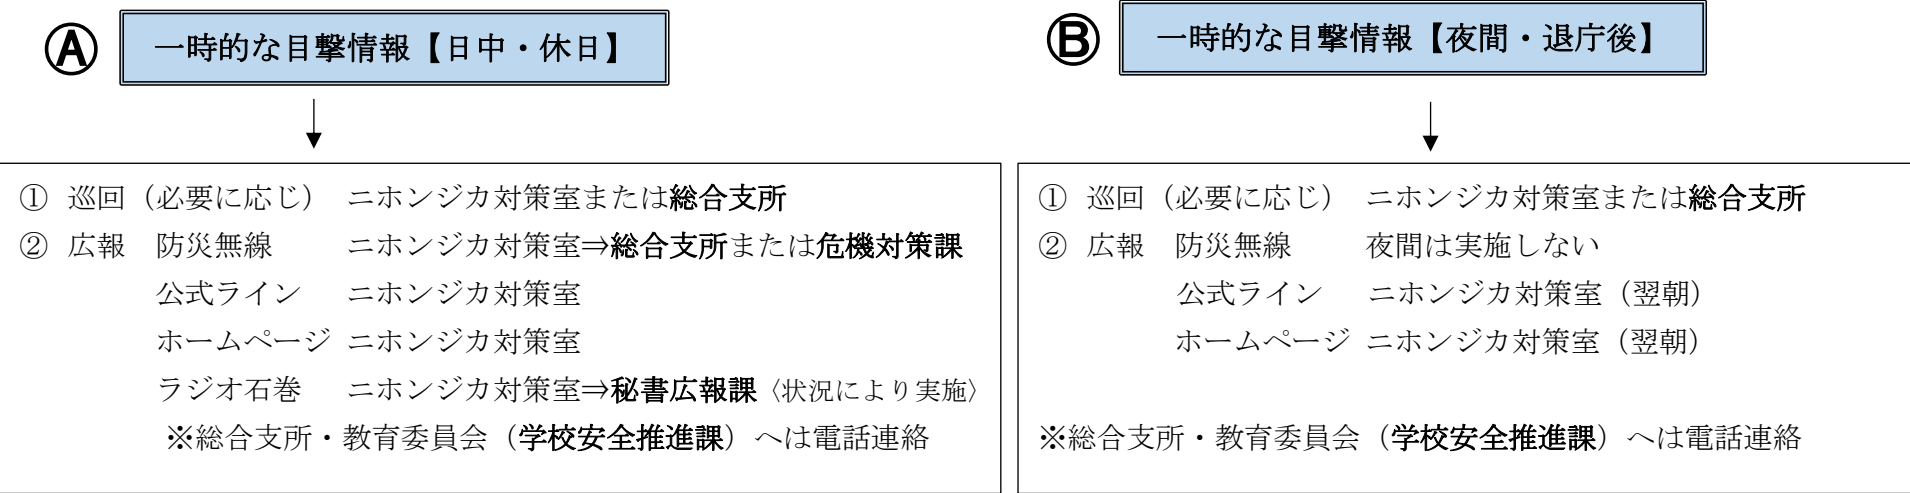 Ⓐ 一時的な目撃情報【日中・休日】
① 巡回（必要に応じ） ニホンジカ対策室または総合支所
② 広報 防災無線 ニホンジカ対策室⇒総合支所または危機対策課
公式ライン ニホンジカ対策室
ホームページ ニホンジカ対策室
ラジオ石巻 ニホンジカ対策室⇒秘書広報課〈状況により実施〉
※総合支所・教育委員会（学校安全推進課）へは電話連絡
Ⓑ 一時的な目撃情報【夜間・退庁後】
① 巡回（必要に応じ） ニホンジカ対策室または総合支所
② 広報 防災無線 夜間は実施しない
公式ライン ニホンジカ対策室（翌朝）
ホームページ ニホンジカ対策室（翌朝）
※総合支所・教育委員会（学校安全推進課）へは電話連絡